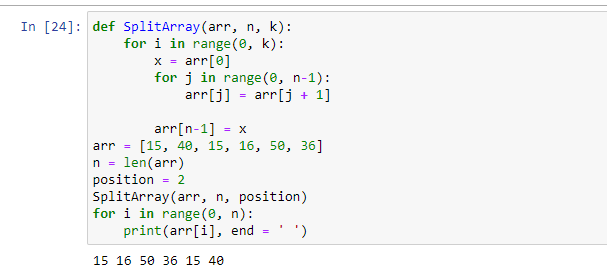 In [24]: def SplitArray(arr, n, k):
    for i in range(0, k):
        x = arr[0]
        for j in range(0, n-1):
            arr[j] = arr[j + 1]

        arr[n-1] = x
arr = [15, 40, 15, 16, 50, 36]
n = len(arr)
position = 2
SplitArray(arr, n, position)
for i in range(0, n):
    print(arr[i], end = ' ')
15 16 50 36 15 40